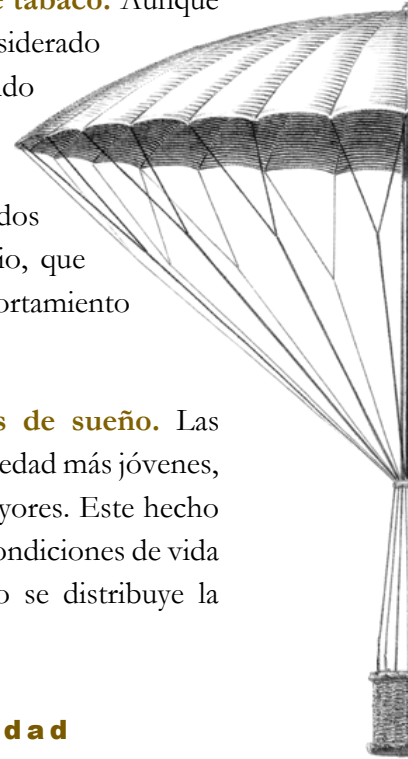 tabaco. Aunque
siderado
dos
io, que
ortamiento
s de sueño. Las
edad más jóvenes,
yores. Este hecho
ondiciones de vida
o se distribuye la
dad